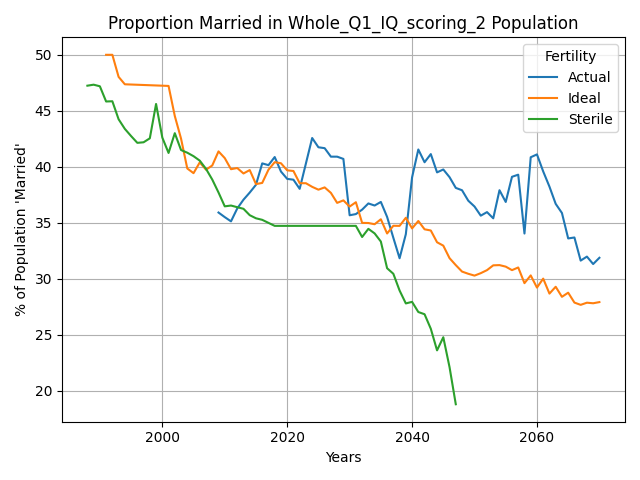 Proportion Married in Whole_Q1_IQ_scoring_2 Population
Fertility
Actual
Ideal
Sterile
% of Population 'Married'
50
45
40
35
30
25
20
2000
2020
2040
2060
Years